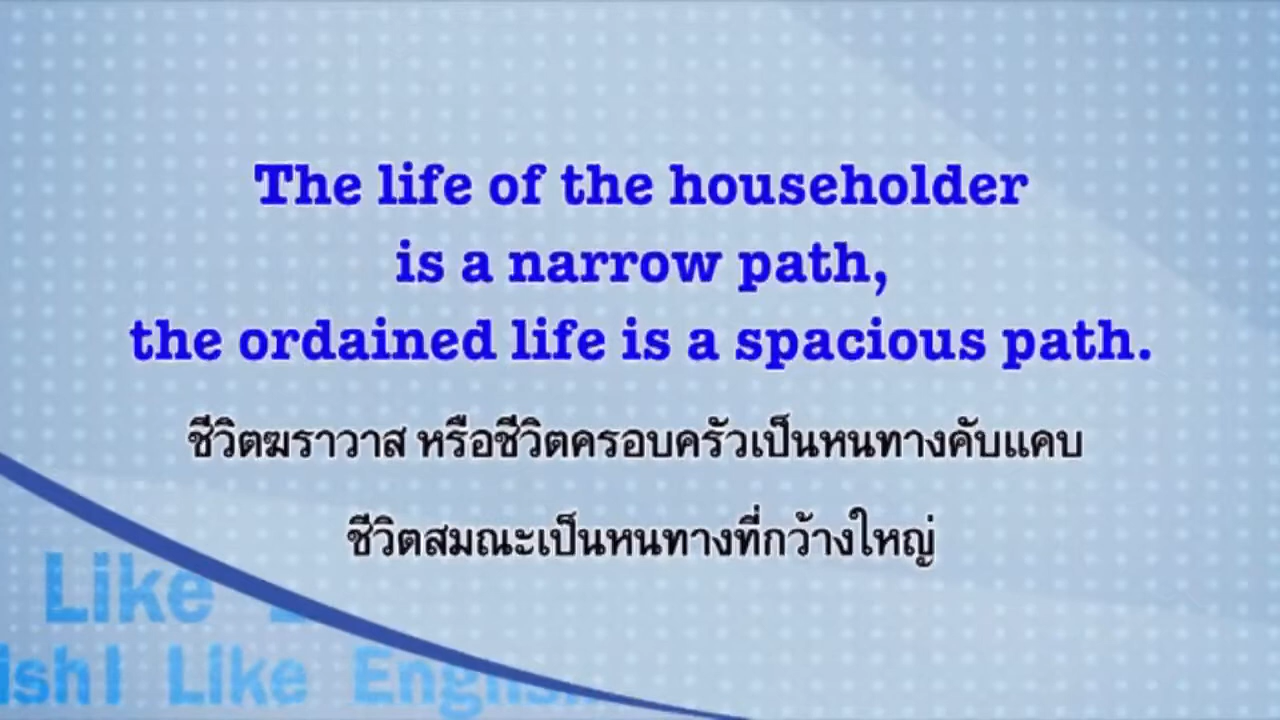 The life of the householder
is a narrow path,
the ordained life is a spacious path.
ชีวิตฆราวาส หรือชีวิตครอบครัวเป็นหนทางคับแคบ
ชีวิตสมณะเป็นหนทางที่กว้างใหญ่
Like
ish I Like English